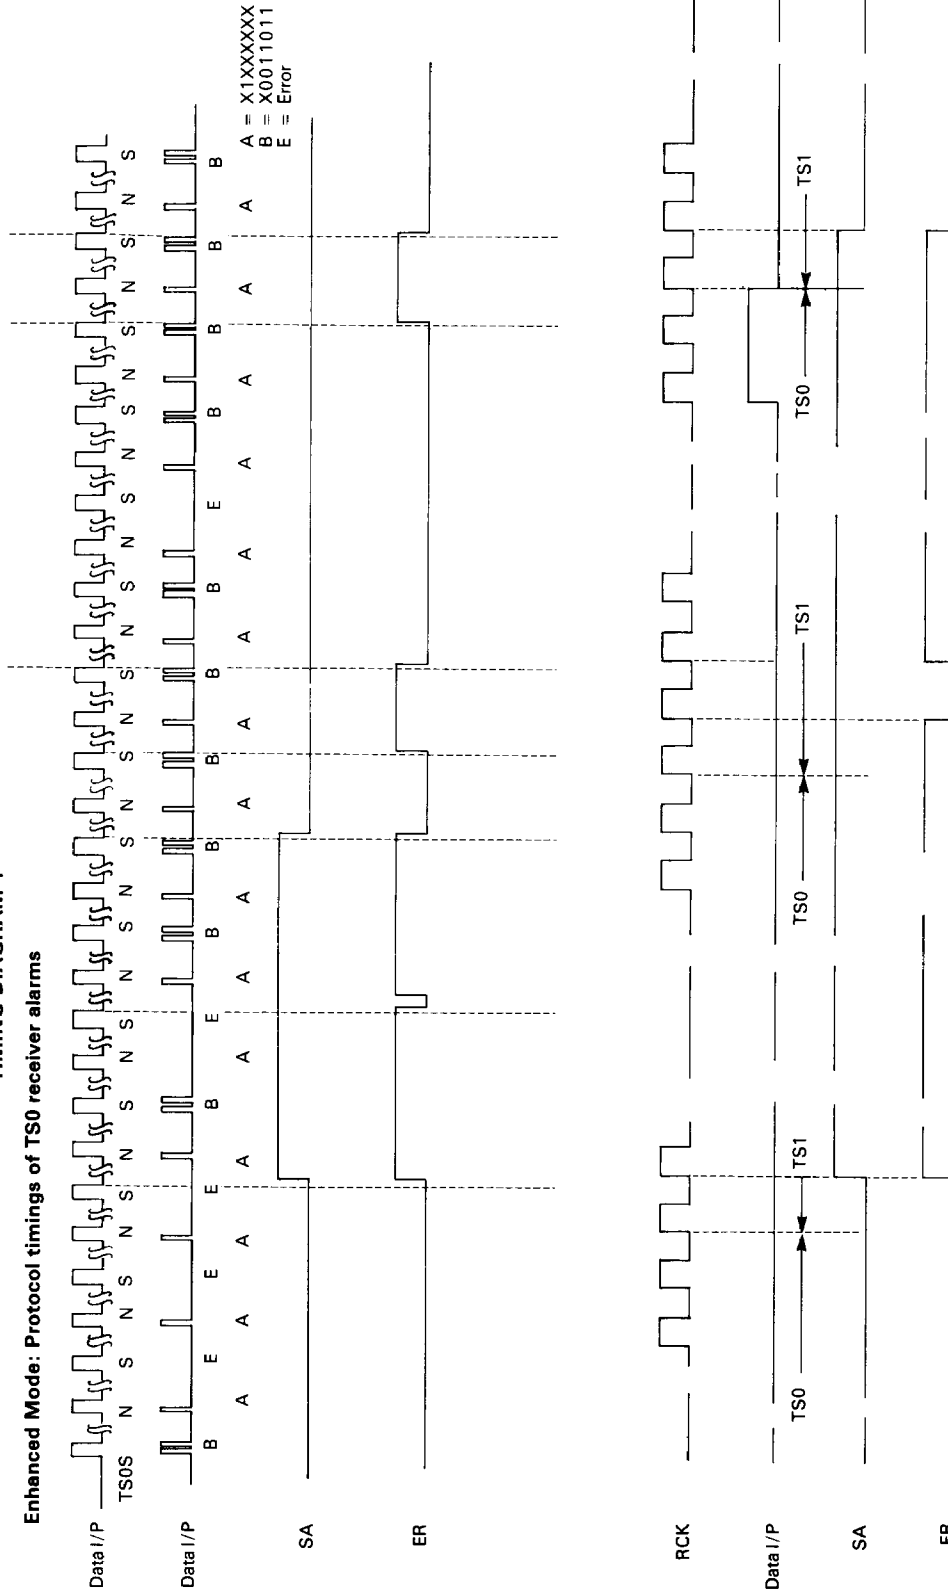 Enhanced Mode: Protocol timings of TS0 receiver alarms
Data I/P
TS0S N S N S N S N S N S N S N S N S N S N S N S N S N S N S N S
Data I/P
B E E E B E B B B B B E B B B B
A A A A A A A A A A A A A A A
A = X1XXXXXX
B = X0011011
E = Error
SA
ER
RCK
Data I/P
TS0 TS1 TS0 TS1 TS0 TS1
SA
ER